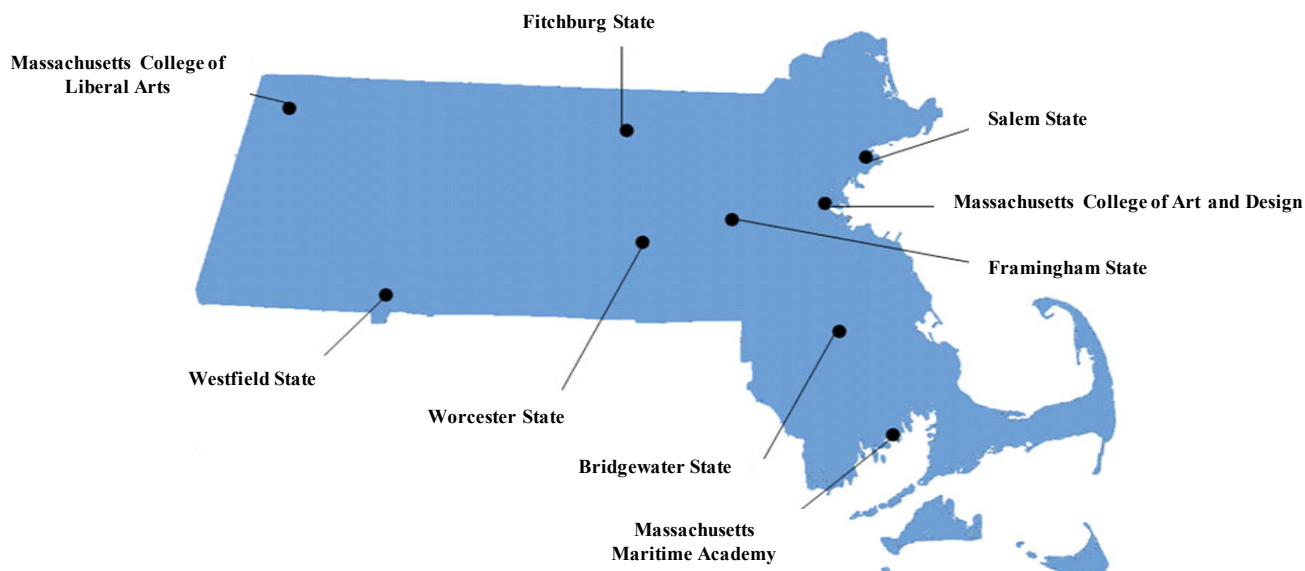 Fitchburg State
Massachusetts College of
Liberal Arts
Salem State
Massachusetts College of Art and Design
Framingham State
Westfield State
Worcester State
Bridgewater State
Massachusetts
Maritime Academy